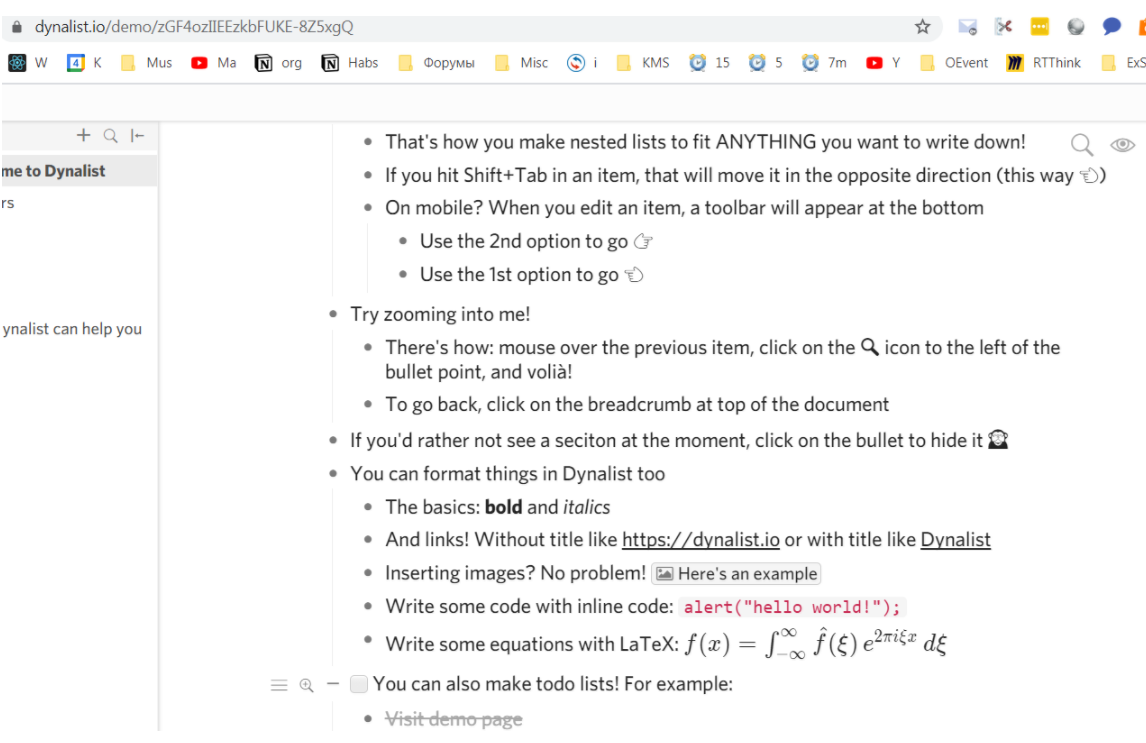 dynalist.io/demo/zGF4ozIIEEzkbFUKE-8Z5xgQ
W 4 K Mus Ma org Habs Форумы Misc i KMS 15 5 7m Y OEvent RTThink ExS
me to Dynalist
rs
ynalist can help you
That's how you make nested lists to fit ANYTHING you want to write down!
If you hit Shift+Tab in an item, that will move it in the opposite direction (this way 👈)
On mobile? When you edit an item, a toolbar will appear at the bottom
Use the 2nd option to go 👉
Use the 1st option to go 👈
Try zooming into me!
There's how: mouse over the previous item, click on the 🔍 icon to the left of the
bullet point, and volià!
To go back, click on the breadcrumb at top of the document
If you'd rather not see a seciton at the moment, click on the bullet to hide it 🙈
You can format things in Dynalist too
The basics: bold and italics
And links! Without title like https://dynalist.io or with title like Dynalist
Inserting images? No problem! Here's an example
Write some code with inline code: alert("hello world!");
Write some equations with LaTeX: f(x) = ∫_{-∞}^{∞} f̂(ξ) e^{2πiξx} dξ
You can also make todo lists! For example:
Visit demo page